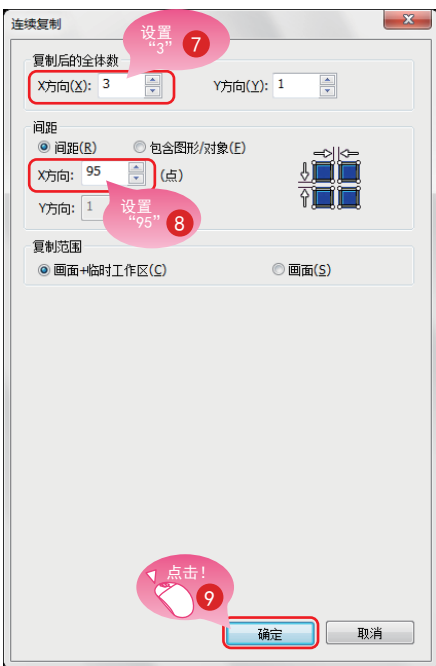 连续复制
设置
“3” 7
复制后的全体数
X方向(X): 3 Y方向(Y): 1
间距
间距(R) 包含图形/对象(E)
X方向: 95 (点)
Y方向: 1
设置
“95” 8
复制范围
画面+临时工作区(C) 画面(S)
点击!
9
确定 取消